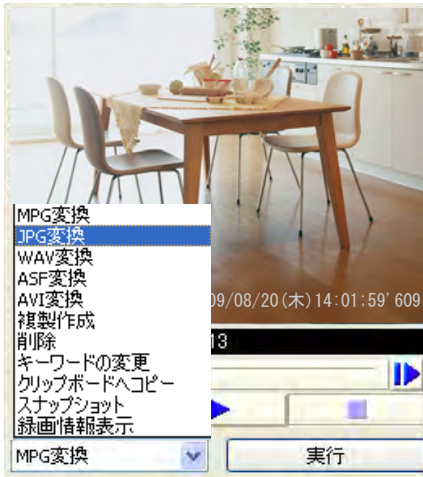 MPG変換
JPG変換
WAV変換
ASF変換
AVI変換
09/08/20(木)14:01:59'609
複製作成
削除
13
キーワードの変更
クリップボードへコピー
スナップショット
録画情報表示
MPG変換
実行